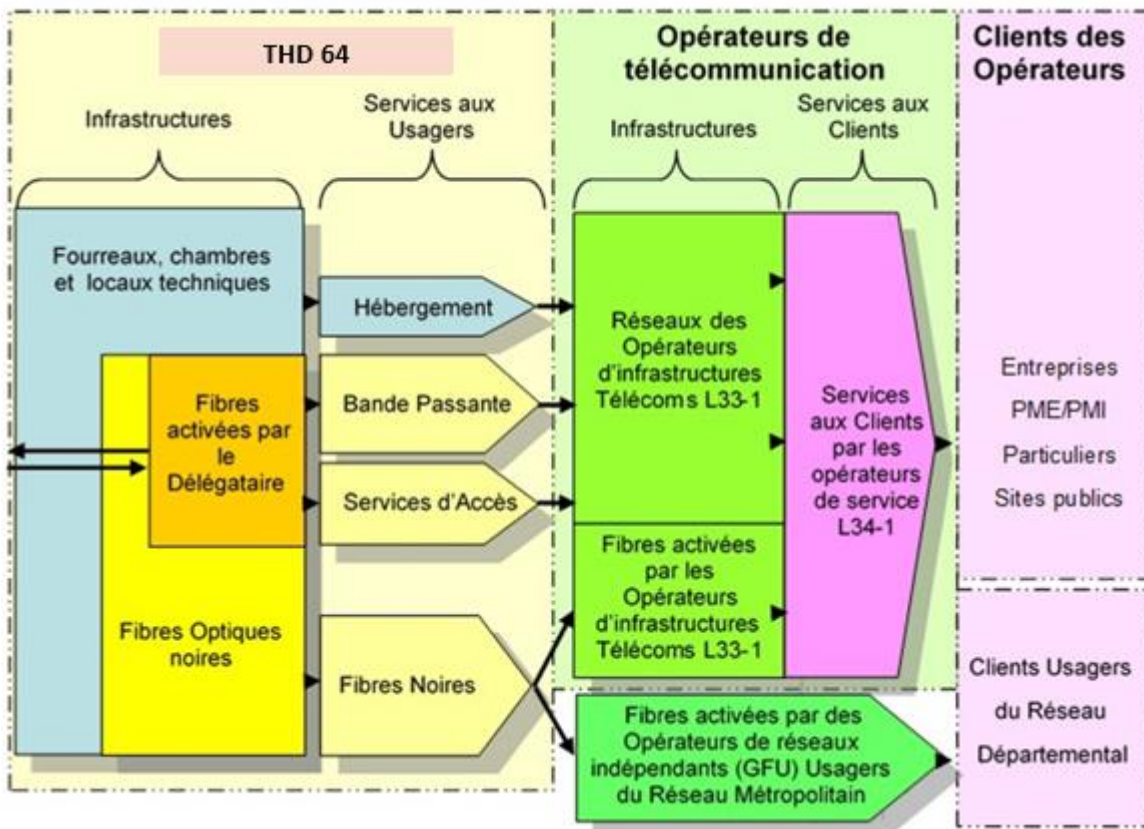 THD 64
Infrastructures
Services aux
Usagers
Fourreaux, chambres
et locaux techniques
Fibres
activées par
le
Délégataire
Fibres Optiques
noires
Hébergement
Bande Passante
Services d'Accès
Fibres Noires
Opérateurs de
télécommunication
Infrastructures
Services aux
Clients
Réseaux des
Opérateurs
d'infrastructures
Télécoms L33-1
Fibres activées
par les
Opérateurs
d'infrastructures
Télécoms L33-1
Services
aux Clients
par les
opérateurs
de service
L34-1
Fibres activées par des
Opérateurs de réseaux
indépendants (GFU) Usagers
du Réseau Métropolitain
Clients des
Opérateurs
Entreprises
PME/PMI
Particuliers
Sites publics
Clients Usagers
du Réseau
Départemental